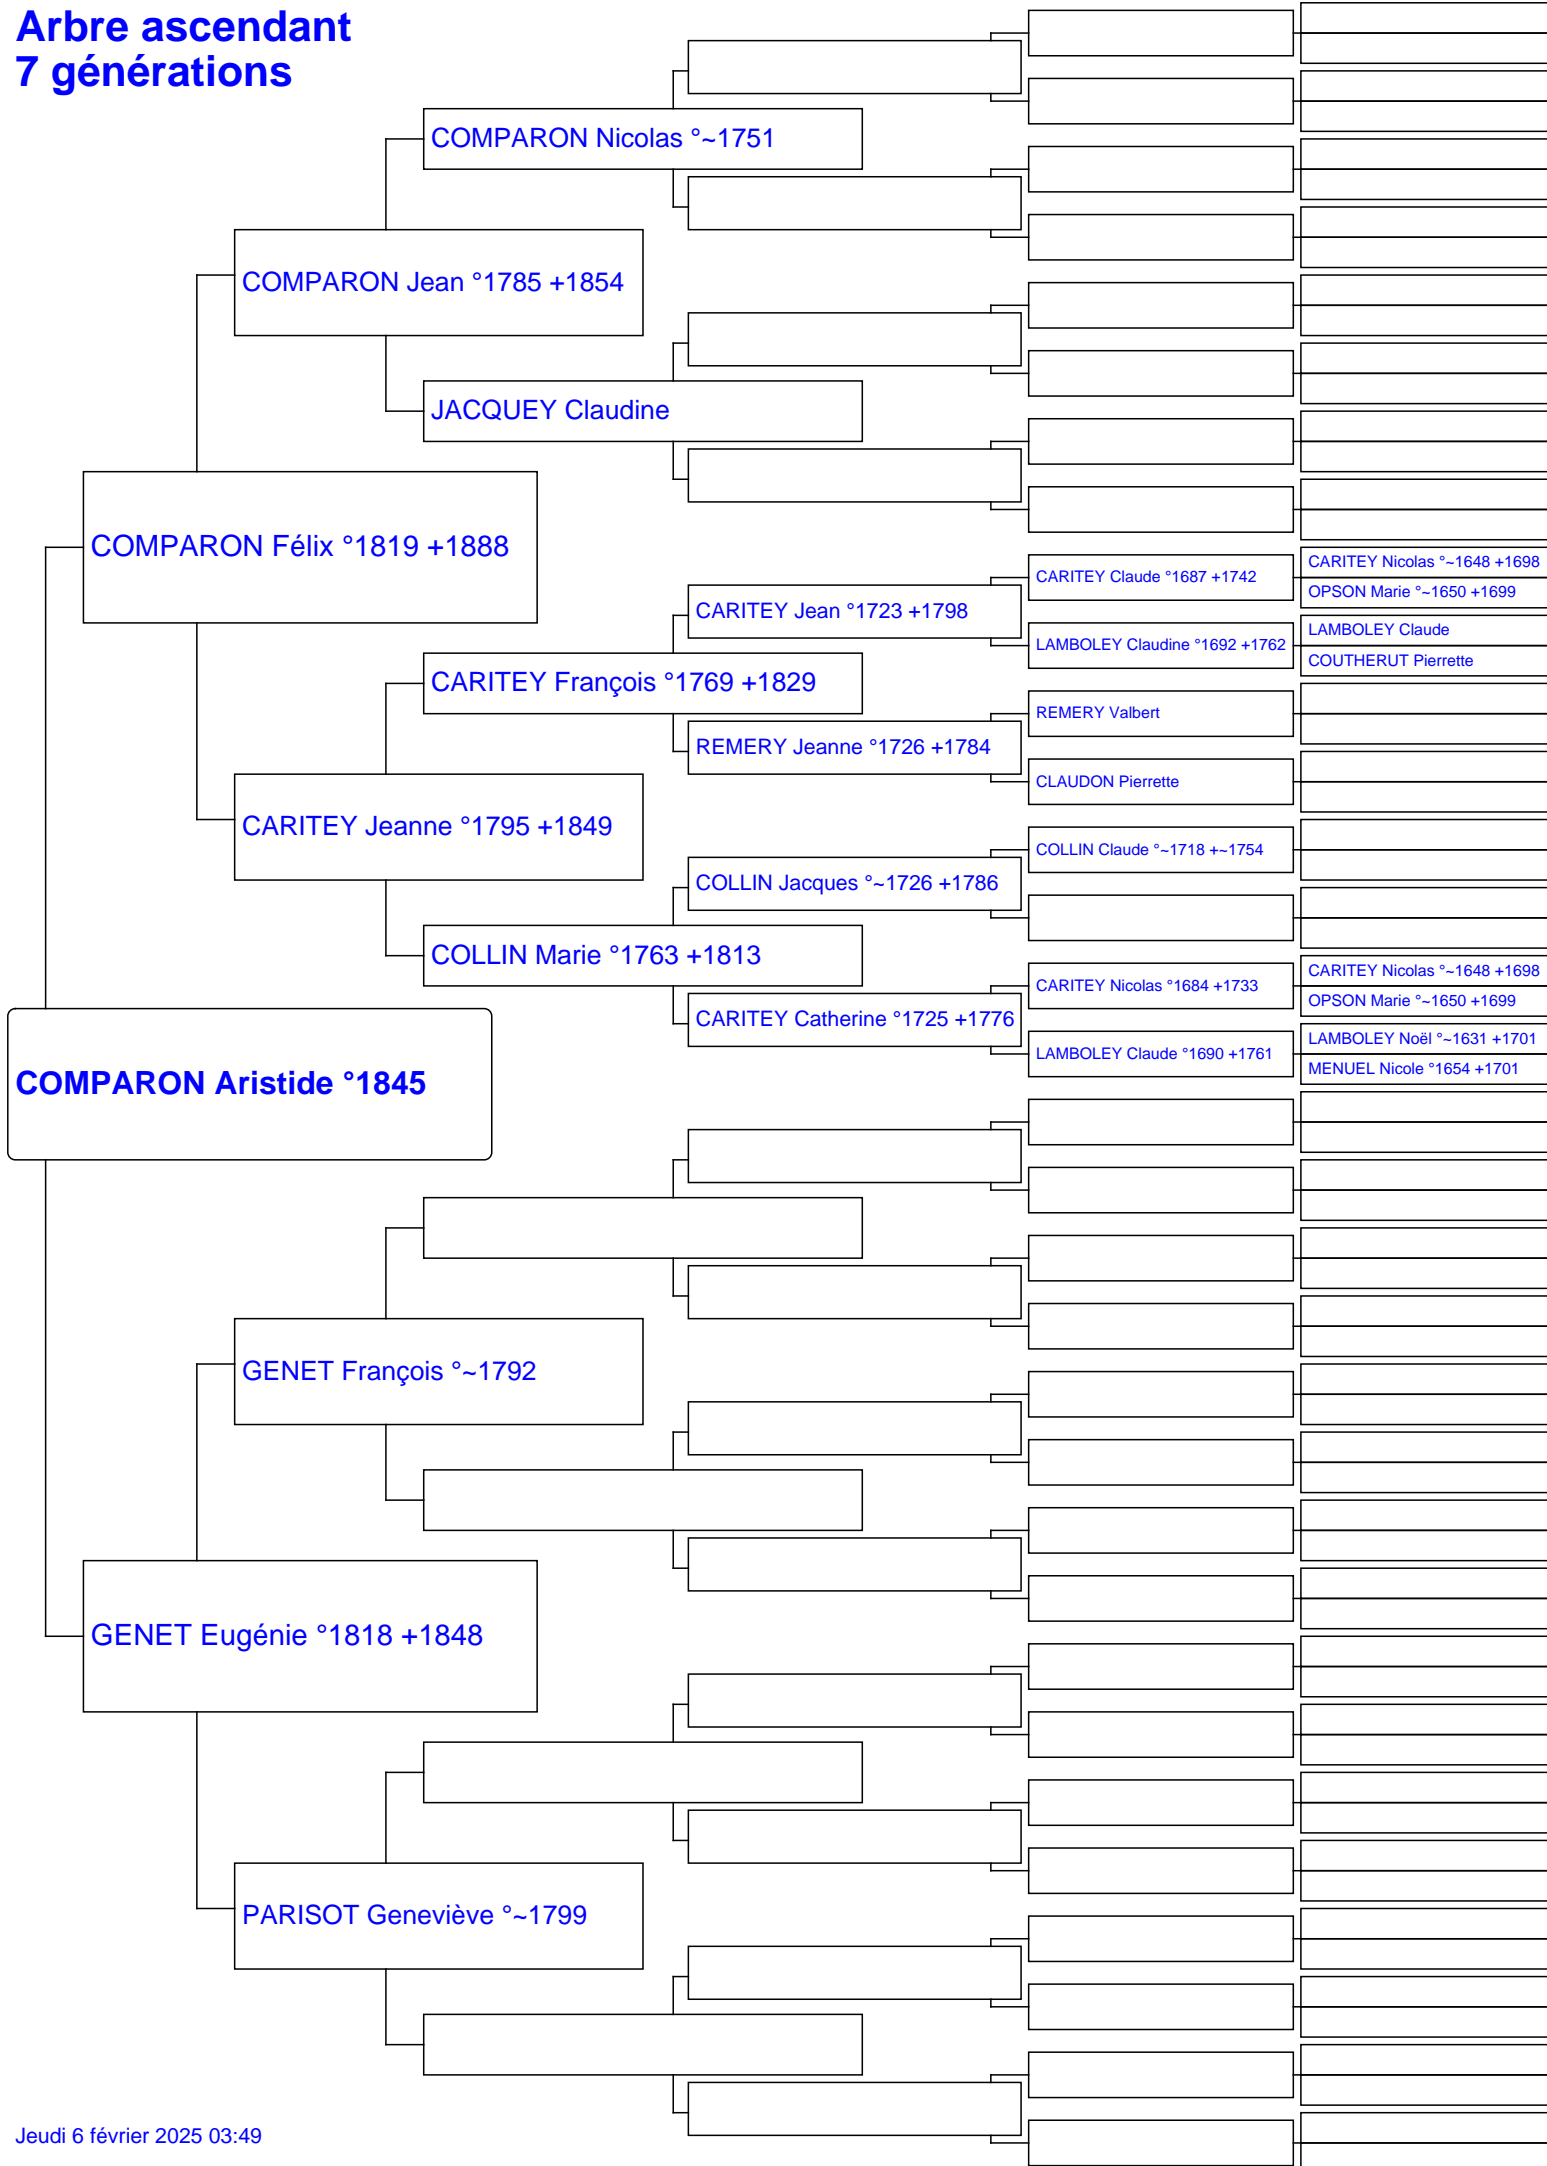 Arbre ascendant
7 générations
COMPARON Nicolas °~1751
COMPARON Jean °1785 +1854
JACQUEY Claudine
COMPARON Félix °1819 +1888
CARITEY Nicolas °~1648 +1698
CARITEY Claude °1687 +1742
OPSON Marie °~1650 +1699
CARITEY Jean °1723 +1798
LAMBOLEY Claude
LAMBOLEY Claudine °1692 +1762
COUTHERUT Pierrette
CARITEY François °1769 +1829
REMERY Valbert
REMERY Jeanne °1726 +1784
CLAUDON Pierrette
CARITEY Jeanne °1795 +1849
COLLIN Claude °~1718 +~1754
COLLIN Jacques °~1726 +1786
COLLIN Marie °1763 +1813
CARITEY Nicolas °~1648 +1698
CARITEY Nicolas °1684 +1733
OPSON Marie °~1650 +1699
CARITEY Catherine °1725 +1776
LAMBOLEY Noël °~1631 +1701
LAMBOLEY Claude °1690 +1761
MENUEL Nicole °1654 +1701
COMPARON Aristide °1845
GENET François °~1792
GENET Eugénie °1818 +1848
PARISOT Geneviève °~1799
Jeudi 6 février 2025 03:49